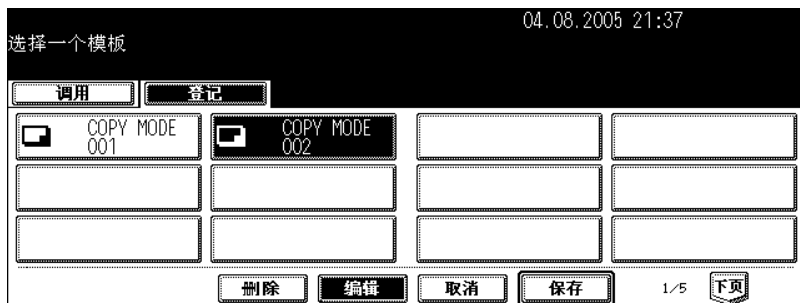 04.08.2005 21:37
选择一个模板
调用 登记
COPY MODE 001 COPY MODE 002
删除 编辑 取消 保存 1/5 下页